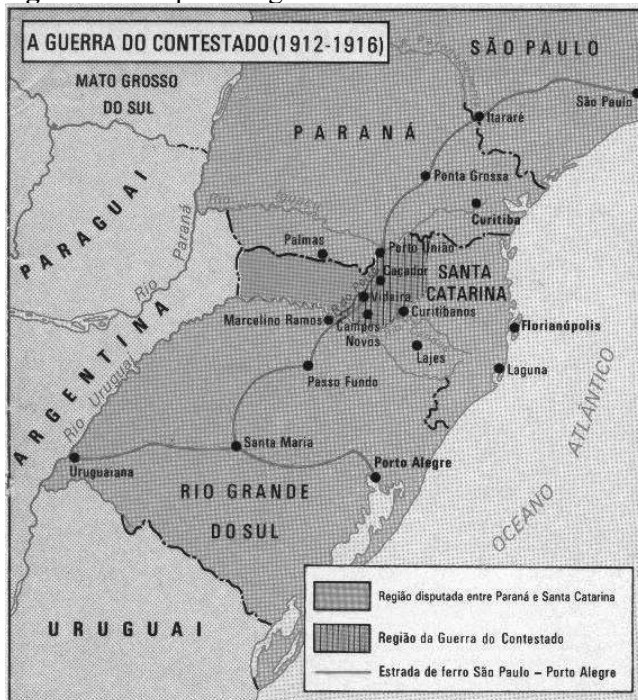 A GUERRA DO CONTESTADO (1912-1916)
SÃO PAULO
MATO GROSSO
DO SUL
São Paulo
Itararé
PARANÁ
Ponta Grossa
PARAGUAI
Rio Paraná
Curitiba
Palmas
Porto União
Caçador
SANTA
CATARINA
Videira
Marcelino Ramos
Campos
Novos
Curitibanos
Florianópolis
Lajes
Laguna
ARGENTINA
Rio Uruguai
Passo Fundo
OCEANO ATLÂNTICO
Santa Maria
Uruguaiana
Porto Alegre
RIO GRANDE
DO SUL
URUGUAI
Região disputada entre Paraná e Santa Catarina
Região da Guerra do Contestado
Estrada de ferro São Paulo – Porto Alegre